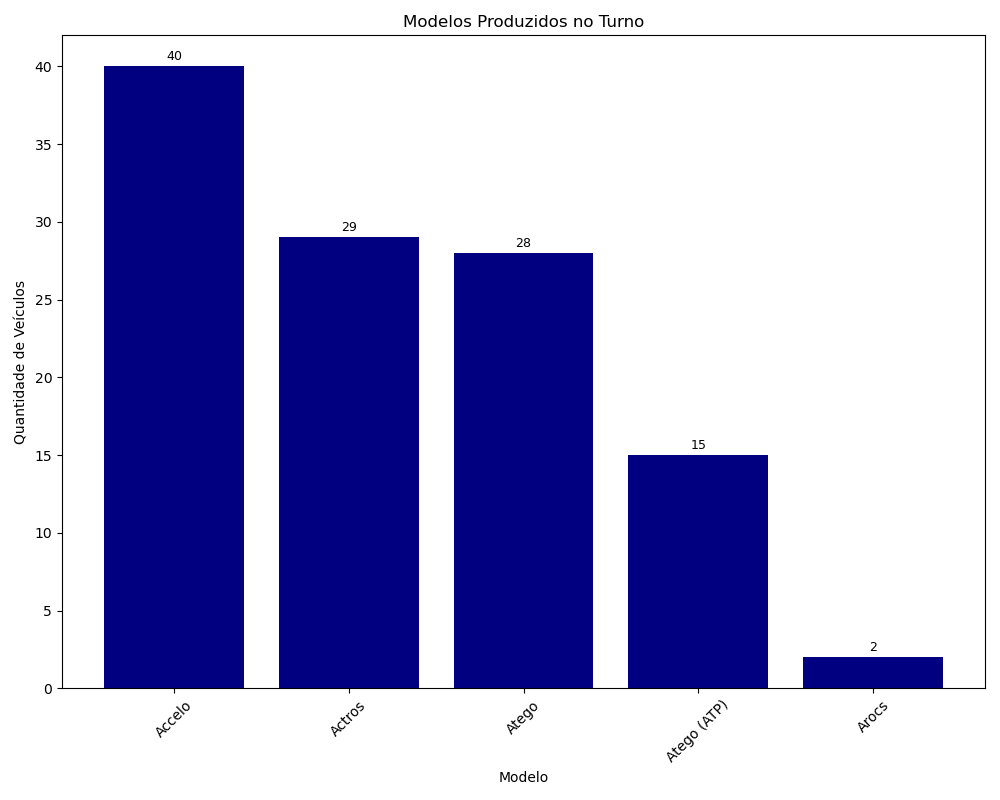 Modelos Produzidos no Turno
Quantidade de Veículos
40
35
30
25
20
15
10
5
0
40
29
28
15
2
Accelo
Actros
Atego
Atego (ATP)
Arocs
Modelo